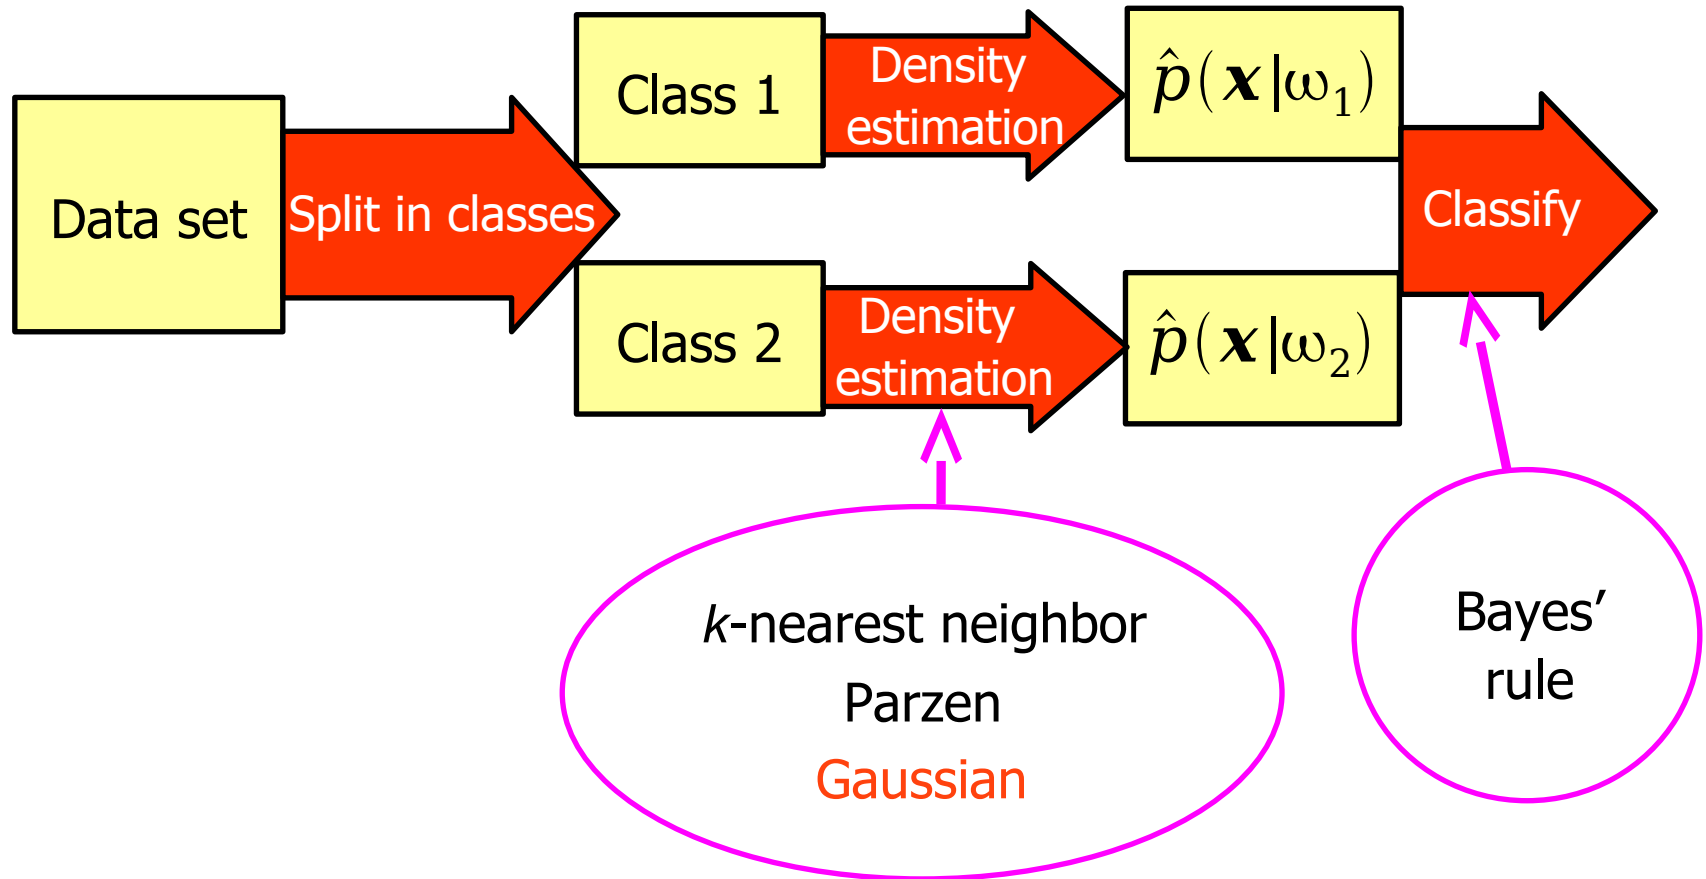 Data set
Split in classes
Class 1
Density
estimation
p̂(x|ω₁)
Class 2
Density
estimation
p̂(x|ω₂)
Classify
k-nearest neighbor
Parzen
Gaussian
Bayes’
rule